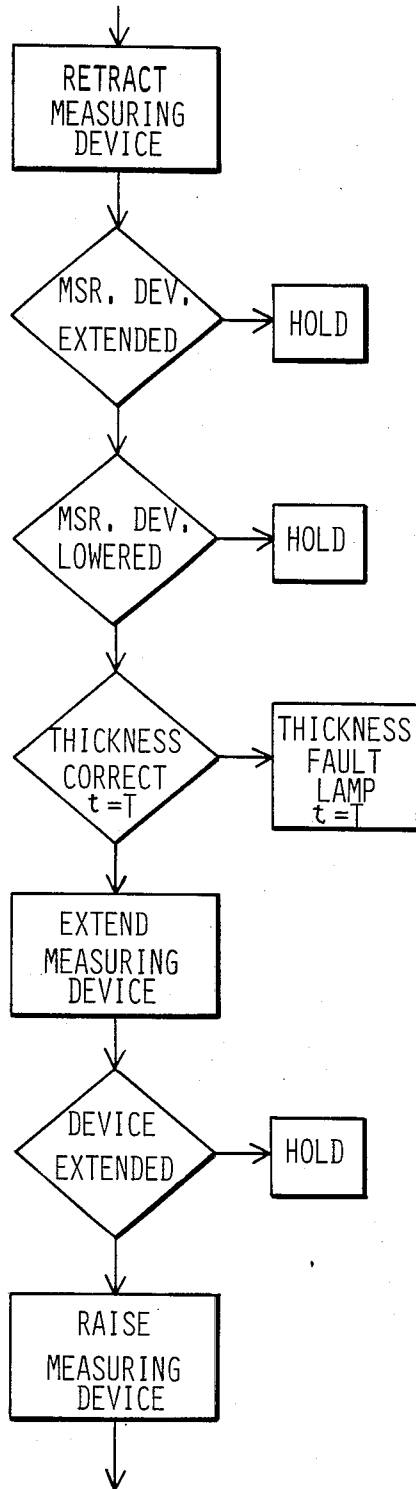 RETRACT
MEASURING
DEVICE
MSR. DEV.
EXTENDED
HOLD
MSR. DEV.
LOWERED
HOLD
THICKNESS
CORRECT
t=T
THICKNESS
FAULT
LAMP
t=T
EXTEND
MEASURING
DEVICE
DEVICE
EXTENDED
HOLD
RAISE
MEASURING
DEVICE